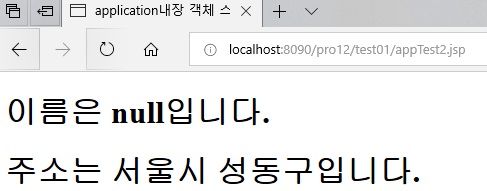 application내장 객체 스
localhost:8090/pro12/test01/appTest2.jsp
이름은 null입니다.
주소는 서울시 성동구입니다.